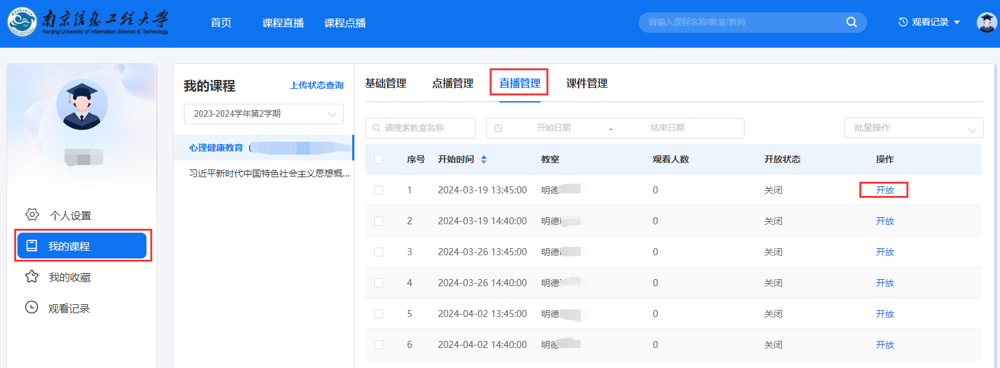 南京信息工程大学
Nanjing University of Information Science & Technology
首页 课程直播 课程点播
请输入课程名称/教室/教师
观看记录
个人设置
我的课程
我的收藏
观看记录
我的课程 上传状态查询
2023-2024学年第2学期
心理健康教育（
习近平新时代中国特色社会主义思想概...
基础管理 点播管理 直播管理 课件管理
请搜索教室名称 开始日期 - 结束日期 批量操作
序号 开始时间 教室 观看人数 开放状态 操作
1 2024-03-19 13:45:00 明德 0 关闭 开放
2 2024-03-19 14:40:00 明德 0 关闭 开放
3 2024-03-26 13:45:00 明德 0 关闭 开放
4 2024-03-26 14:40:00 明德 0 关闭 开放
5 2024-04-02 13:45:00 明德 0 关闭 开放
6 2024-04-02 14:40:00 明德 0 关闭 开放